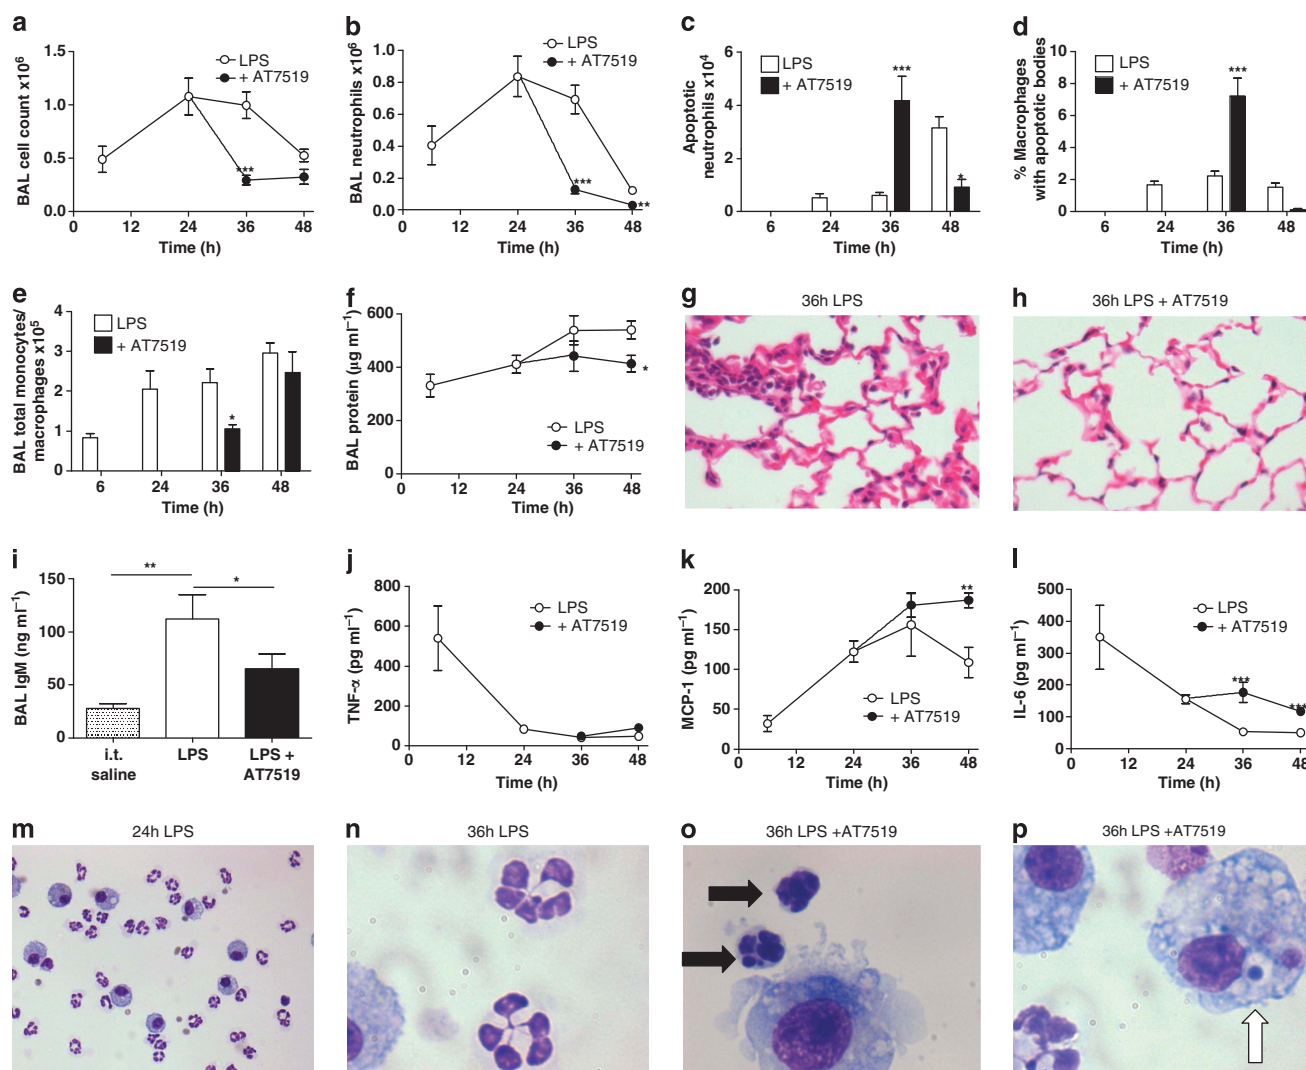 a
BAL cell count x10⁶
1.5
1.0
0.5
0.0
LPS
+ AT7519
***
0 12 24 36 48
Time (h)
b
BAL neutrophils x10⁶
1.0
0.8
0.6
0.4
0.2
0.0
LPS
+ AT7519
***
**
0 12 24 36 48
Time (h)
c
Apoptotic
neutrophils x10⁴
6
4
2
0
LPS
+ AT7519
***
*
6 24 36 48
Time (h)
d
% Macrophages
with apoptotic bodies
10
8
6
4
2
0
LPS
+ AT7519
***
6 24 36 48
Time (h)
e
BAL total monocytes/
macrophages x10⁵
4
3
2
1
0
LPS
+ AT7519
*
6 24 36 48
Time (h)
f
BAL protein (µg ml⁻¹)
600
400
200
0
*
LPS
+ AT7519
0 12 24 36 48
Time (h)
g
36h LPS
h
36h LPS + AT7519
i
BAL IgM (ng ml⁻¹)
150
100
50
0
**
*
i.t.
saline
LPS
LPS +
AT7519
j
TNF-α (pg ml⁻¹)
800
600
400
200
0
LPS
+ AT7519
0 12 24 36 48
Time (h)
k
MCP-1 (pg ml⁻¹)
200
150
100
50
0
**
LPS
+ AT7519
0 12 24 36 48
Time (h)
l
IL-6 (pg ml⁻¹)
500
400
300
200
100
0
LPS
+ AT7519
***
***
0 12 24 36 48
Time (h)
m
24h LPS
n
36h LPS
o
36h LPS +AT7519
p
36h LPS +AT7519